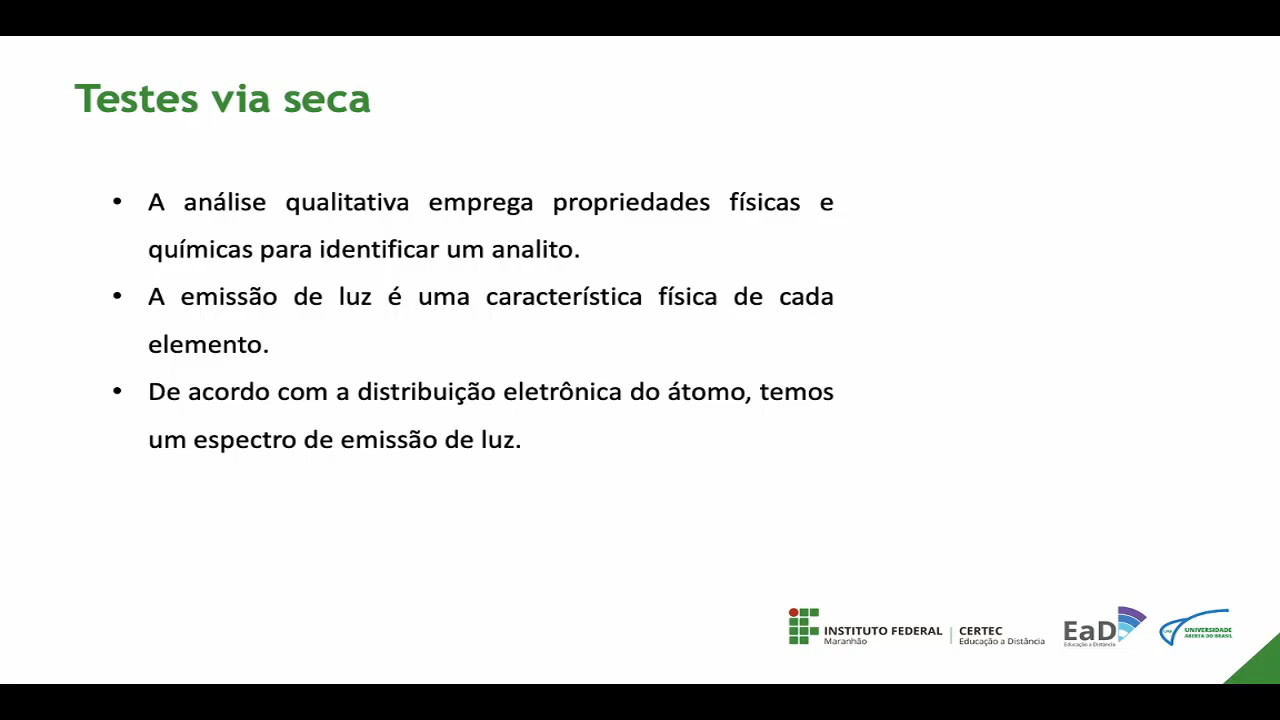 Testes via seca
• A análise qualitativa emprega propriedades físicas e
químicas para identificar um analito.
• A emissão de luz é uma característica física de cada
elemento.
• De acordo com a distribuição eletrônica do átomo, temos
um espectro de emissão de luz.
INSTITUTO FEDERAL
Maranhão
CERTEC
Educação a Distância
EaD
Educação a Distância
UNIVERSIDADE
ABERTA DO BRASIL